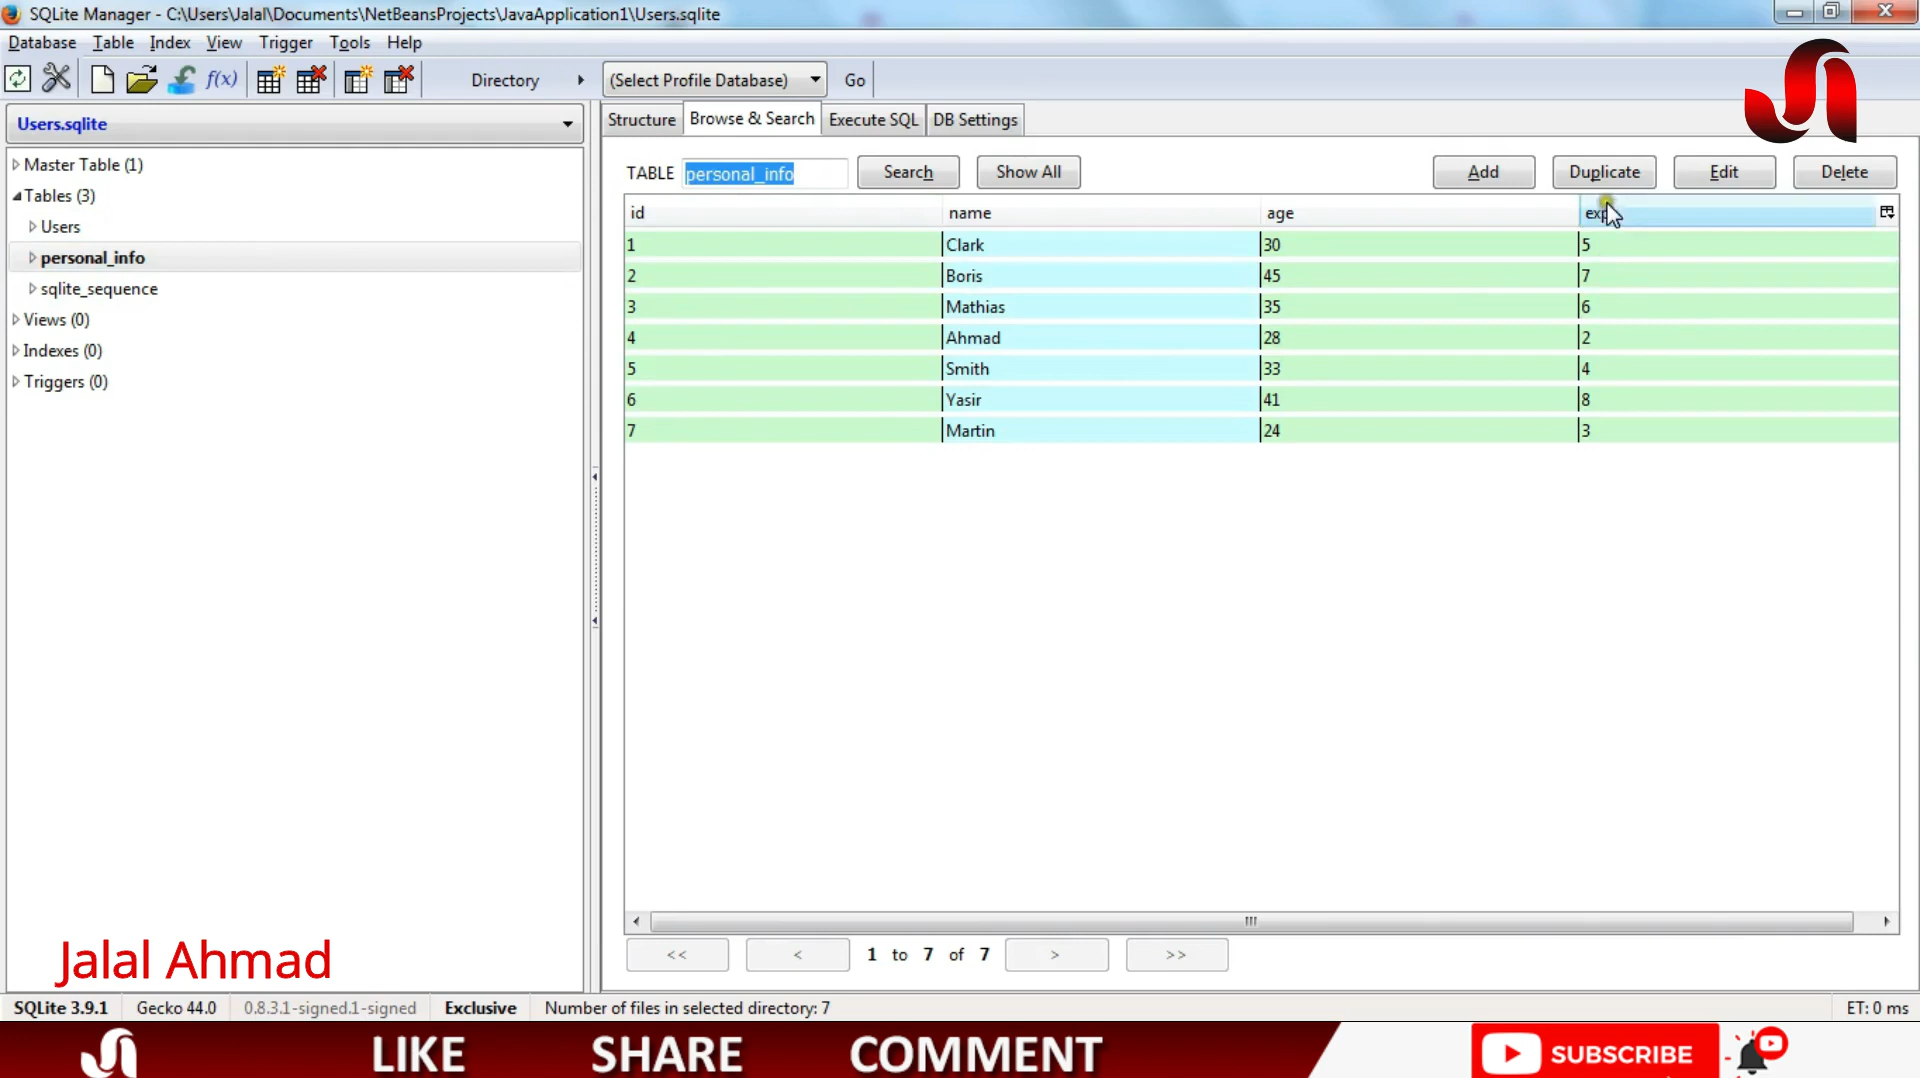 SQLite Manager - C:\Users\Jalal\Documents\NetBeansProjects\JavaApplication1\Users.sqlite
Database Table Index View Trigger Tools Help
f(x) Directory (Select Profile Database) Go
Users.sqlite
Structure Browse & Search Execute SQL DB Settings
Master Table (1)
Tables (3)
Users
personal_info
sqlite_sequence
Views (0)
Indexes (0)
Triggers (0)
TABLE personal_info Search Show All Add Duplicate Edit Delete
id name age exp
1 Clark 30 5
2 Boris 45 7
3 Mathias 35 6
4 Ahmad 28 2
5 Smith 33 4
6 Yasir 41 8
7 Martin 24 3
<< < 1 to 7 of 7 > >>
Jalal Ahmad
SQLite 3.9.1 Gecko 44.0 0.8.3.1-signed.1-signed Exclusive Number of files in selected directory: 7 ET: 0 ms
LIKE SHARE COMMENT SUBSCRIBE